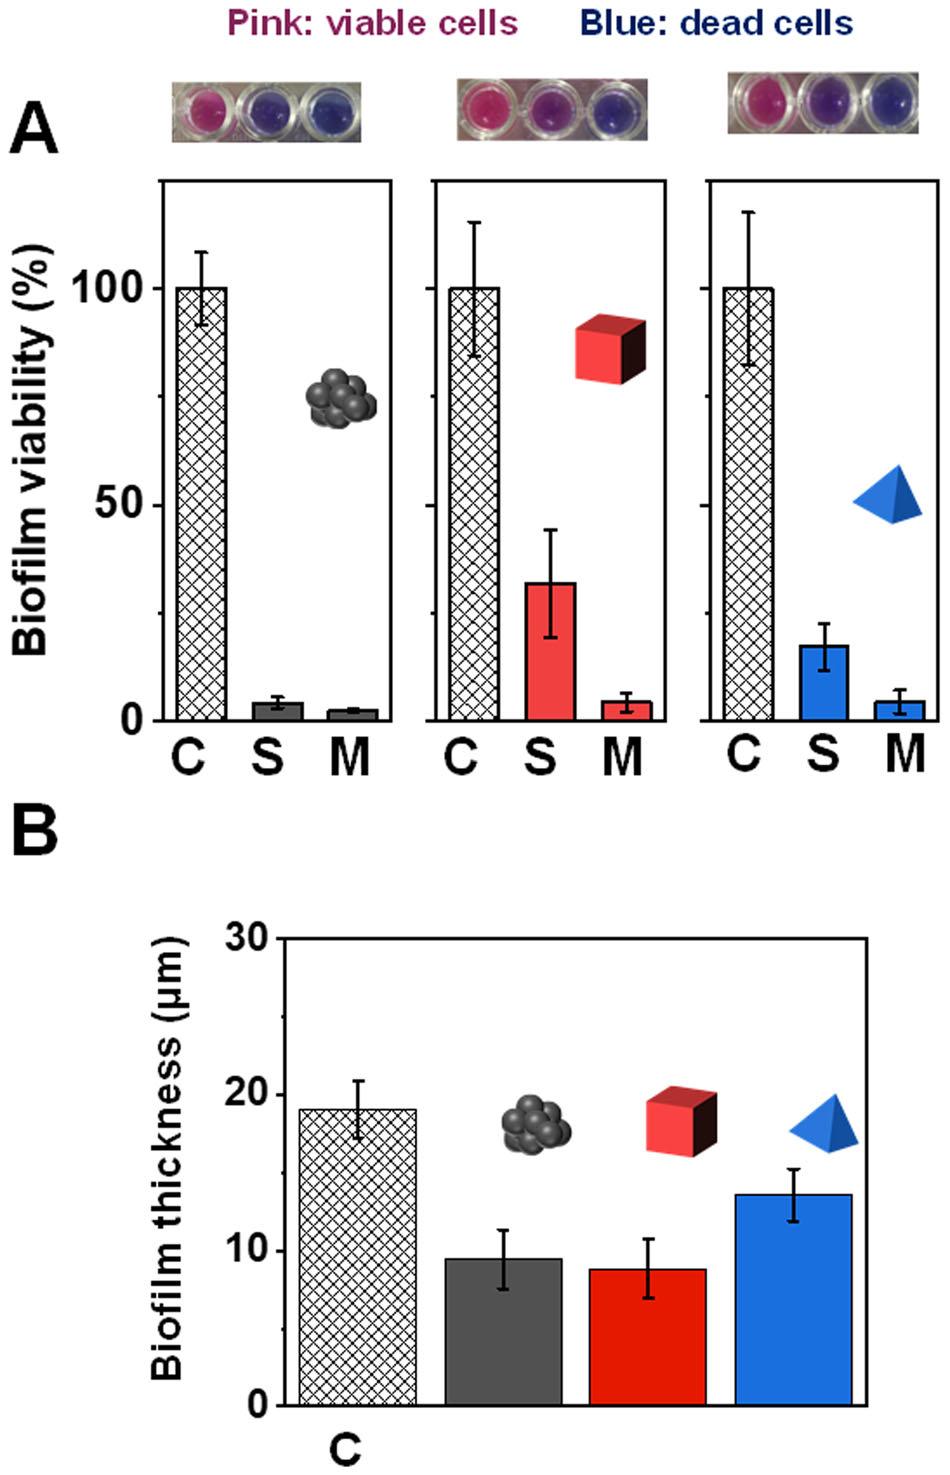 Pink: viable cells Blue: dead cells
A
Biofilm viability (%)
100
50
0
C S M C S M C S M
B
Biofilm thickness (µm)
30
20
10
0
C